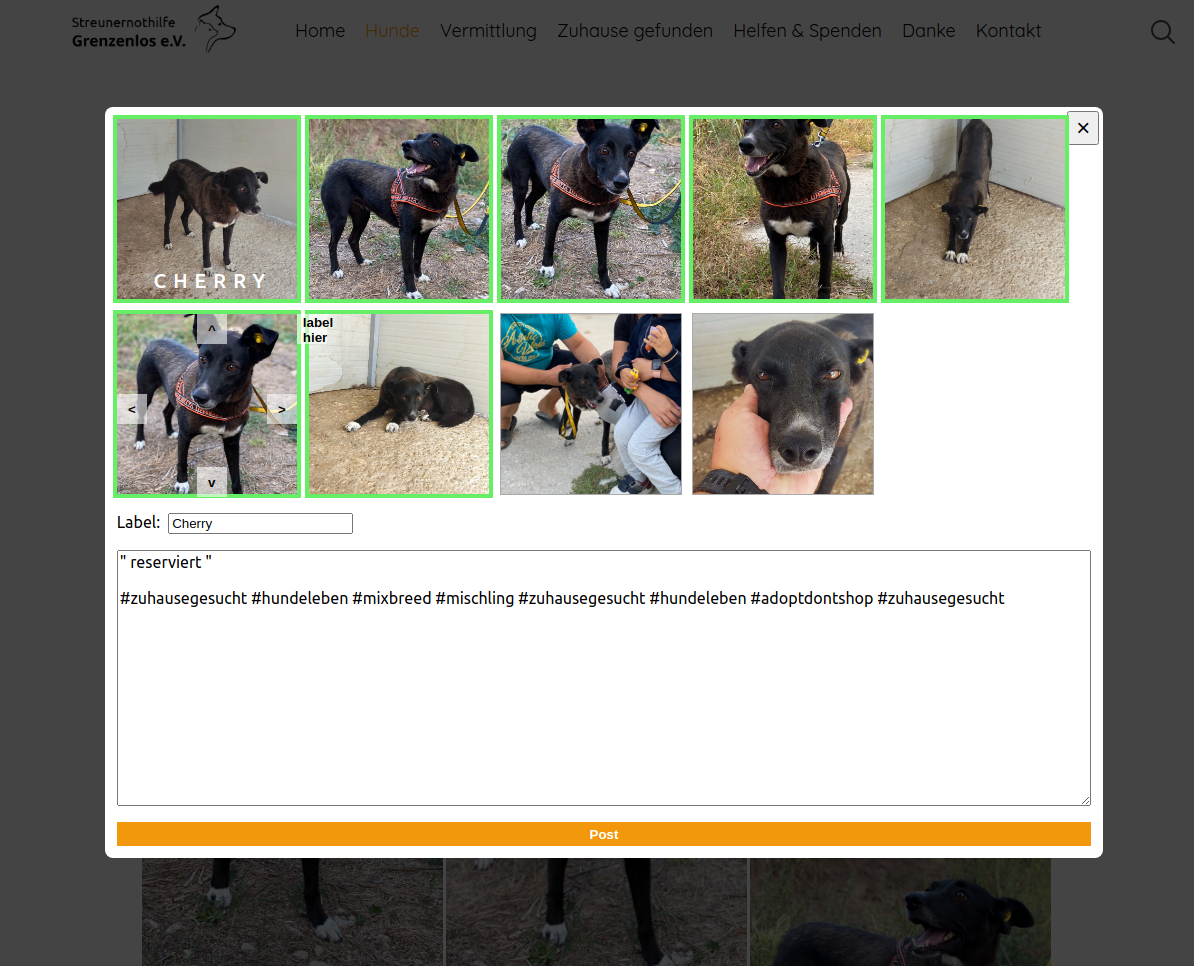 Streunernothilfe
Grenzenlos e.V.
Home Hunde Vermittlung Zuhause gefunden Helfen & Spenden Danke Kontakt
✕
CHERRY
^
< >
v
label
hier
Label: Cherry
" reserviert "
#zuhausegesucht #hundeleben #mixbreed #mischling #zuhausegesucht #hundeleben #adoptdontshop #zuhausegesucht
Post